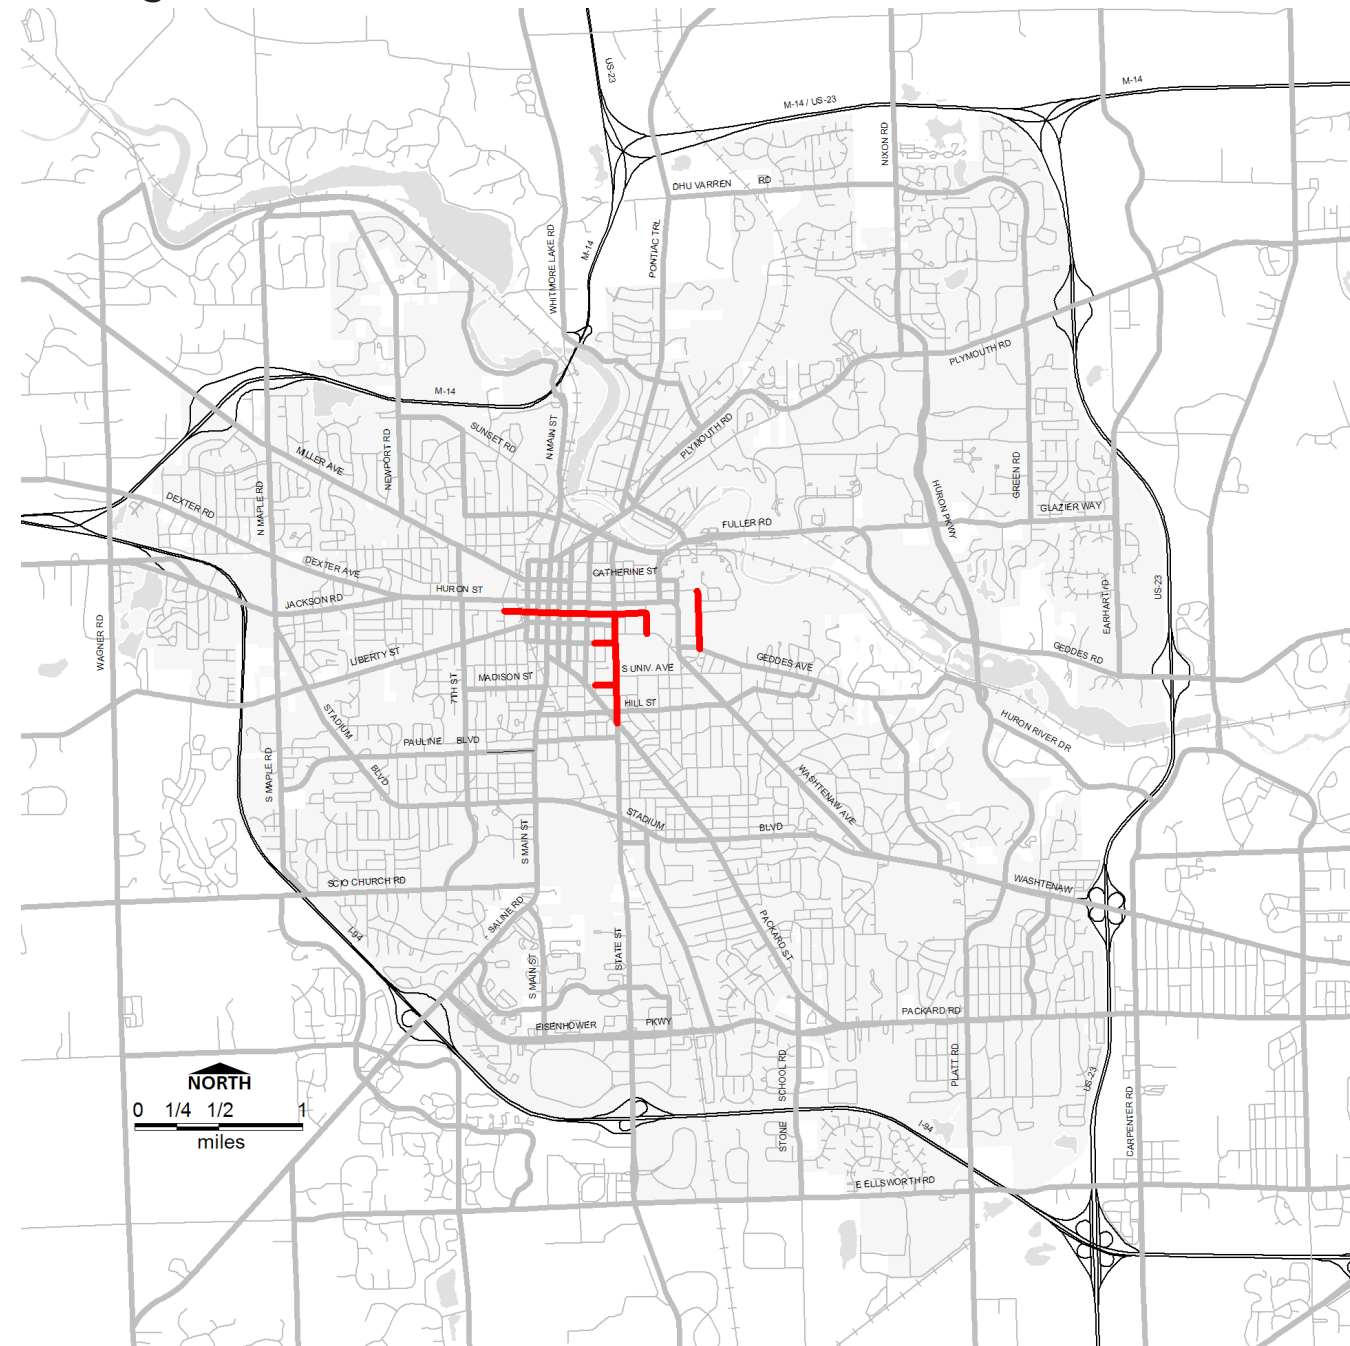 US-23
M-14
M-14 / US-23
NIXON RD
DHU VARREN RD
WHITMORE LAKE RD
M-14
PONTIAC TRL
PLYMOUTH RD
M-14
SUNSET RD
N MAIN ST
PLYMOUTH RD
MILLER AVE
NEWPORT RD
N MAPLE RD
DEXTER RD
HURON PKWY
GREEN RD
GLAZIER WAY
FULLER RD
DEXTER AVE
CATHERINE ST
HURON ST
JACKSON RD
US-23
EARHART RD
WAGNER RD
LIBERTY ST
S UNIV. AVE
GEDDES AVE
GEDDES RD
MADISON ST
7TH ST
HILL ST
HURON RIVER DR
STADIUM
BLVD
PAULINE BLVD
S MAPLE RD
WASHTENAW AVE
STADIUM
BLVD
S MAIN ST
SCIO CHURCH RD
WASHTENAW
SALINE RD
I-94
STATE ST
PACKARD ST
S MAIN ST
EISENHOWER
PKWY
PACKARD RD
SCHOOL RD
STONE
PLATT RD
US-23
CARPENTER RD
I-94
E ELLSWORTH RD
NORTH
0 1/4 1/2 1
miles